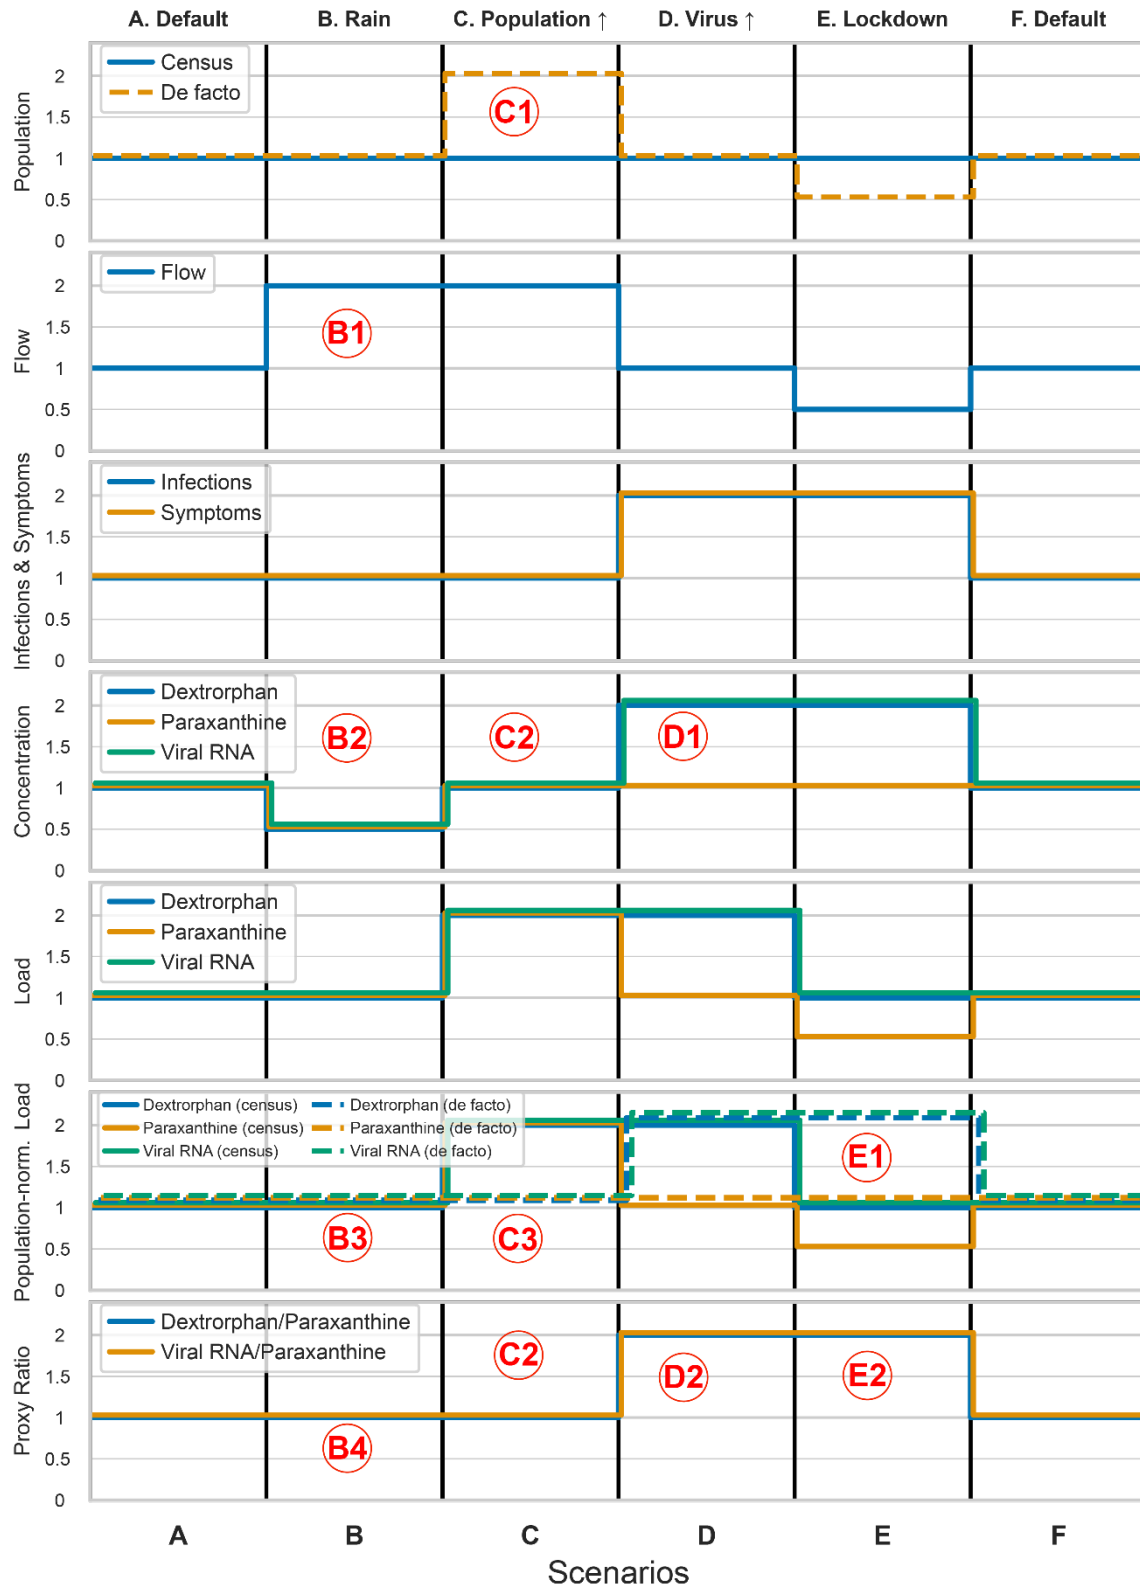 A. Default B. Rain C. Population ↑ D. Virus ↑ E. Lockdown F. Default
Population
2
1.5
1
0.5
0
Census
De facto
C1
Flow
2
1.5
1
0.5
0
Flow
B1
Infections & Symptoms
2
1.5
1
0.5
0
Infections
Symptoms
Concentration
2
1.5
1
0.5
0
Dextrorphan
Paraxanthine
Viral RNA
B2 C2 D1
Load
2
1.5
1
0.5
0
Dextrorphan
Paraxanthine
Viral RNA
Population-norm. Load
2
1.5
1
0.5
0
Dextrorphan (census) Dextrorphan (de facto)
Paraxanthine (census) Paraxanthine (de facto)
Viral RNA (census) Viral RNA (de facto)
E1
B3 C3
Proxy Ratio
2
1.5
1
0.5
0
Dextrorphan/Paraxanthine
Viral RNA/Paraxanthine
C2 D2 E2
B4
A B C D E F
Scenarios